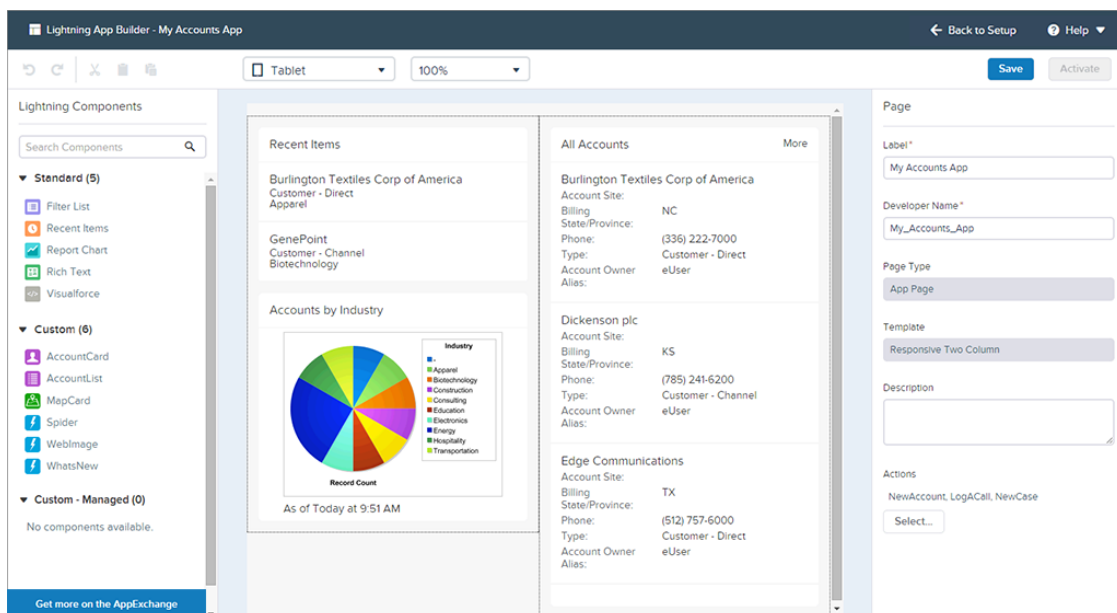 Lightning App Builder - My Accounts App
Back to Setup
Help
Tablet
100%
Save
Activate
Lightning Components
Search Components
Standard (5)
Filter List
Recent Items
Report Chart
Rich Text
Visualforce
Custom (6)
AccountCard
AccountList
MapCard
Spider
WebImage
WhatsNew
Custom - Managed (0)
No components available.
Get more on the AppExchange
Recent Items
Burlington Textiles Corp of America
Customer - Direct
Apparel
GenePoint
Customer - Channel
Biotechnology
Accounts by Industry
Industry
-
Apparel
Biotechnology
Construction
Consulting
Education
Electronics
Energy
Hospitality
Transportation
Record Count
As of Today at 9:51 AM
All Accounts More
Burlington Textiles Corp of America
Account Site:
Billing NC
State/Province:
Phone: (336) 222-7000
Type: Customer - Direct
Account Owner eUser
Alias:
Dickenson plc
Account Site:
Billing KS
State/Province:
Phone: (785) 241-6200
Type: Customer - Channel
Account Owner eUser
Alias:
Edge Communications
Account Site:
Billing TX
State/Province:
Phone: (512) 757-6000
Type: Customer - Direct
Account Owner eUser
Alias:
Page
Label*
My Accounts App
Developer Name*
My_Accounts_App
Page Type
App Page
Template
Responsive Two Column
Description
Actions
NewAccount, LogACall, NewCase
Select...